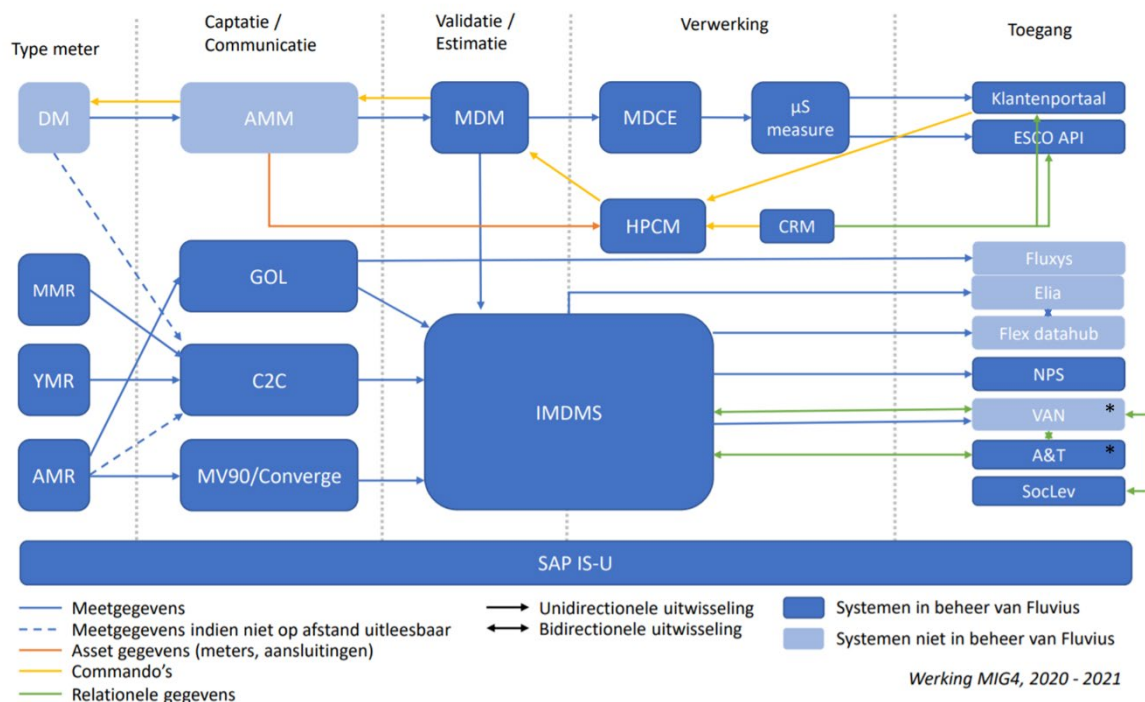 Type meter
Captatie /
Communicatie
Validatie /
Estimatie
Verwerking
Toegang
DM
AMM
MDM
MDCE
µS
measure
Klantenportaal
ESCO API
HPCM
CRM
MMR
GOL
Fluxys
Elia
Flex datahub
YMR
C2C
IMDMS
NPS
VAN *
AMR
MV90/Converge
A&T *
SocLev
SAP IS-U
Meetgegevens
Meetgegevens indien niet op afstand uitleesbaar
Asset gegevens (meters, aansluitingen)
Commando's
Relationele gegevens
Unidirectionele uitwisseling
Bidirectionele uitwisseling
Systemen in beheer van Fluvius
Systemen niet in beheer van Fluvius
Werking MIG4, 2020 - 2021